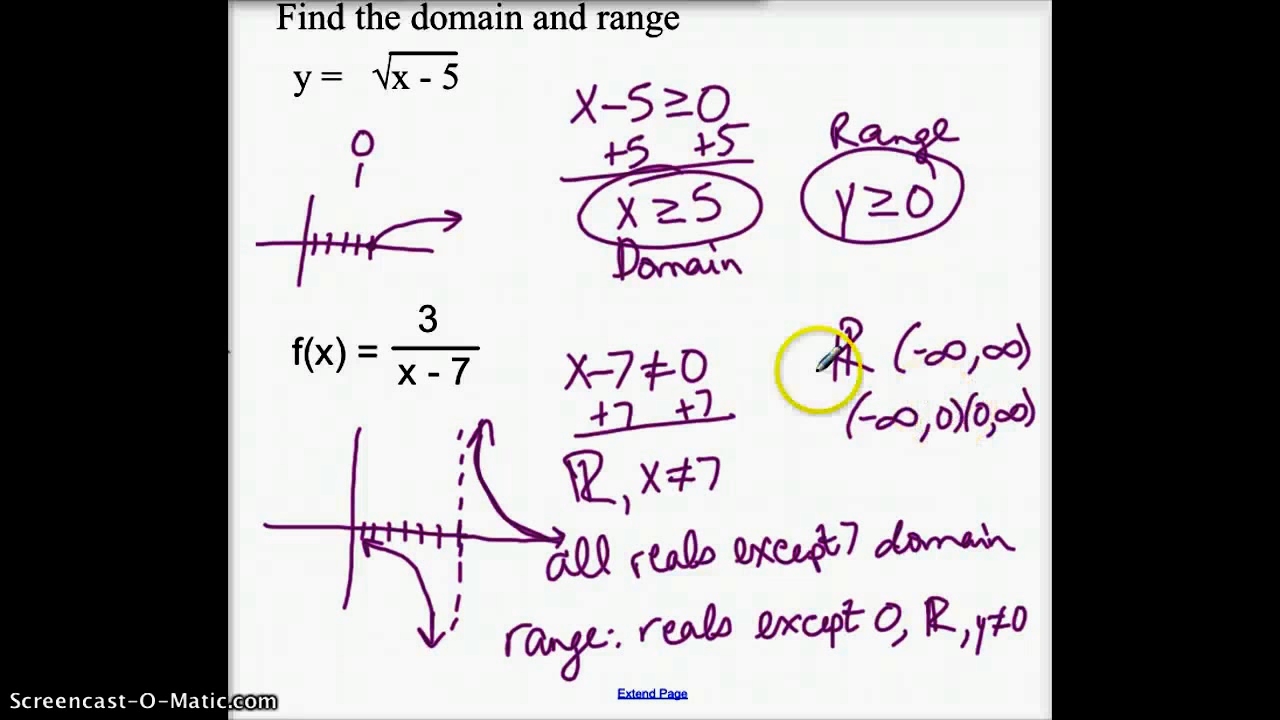 Find the domain and range
y = √x - 5
x-5≥0
+5 +5
x ≥ 5
Domain
Range
y ≥ 0
0
f(x) = 3
x - 7
x-7≠0
+7 +7
ℝ, x≠7
ℝ (-∞, ∞)
(-∞, 0)(0, ∞)
all reals except 7 domain
range: reals except 0, ℝ, y≠0
Extend Page
Screencast-O-Matic.com